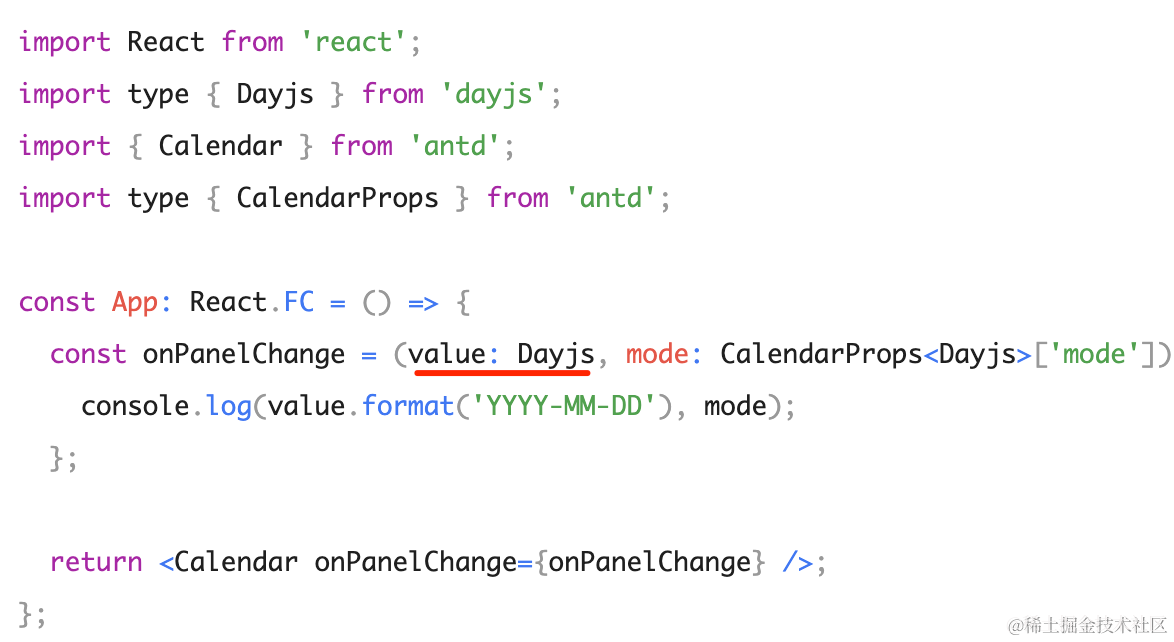 import React from 'react';
import type { Dayjs } from 'dayjs';
import { Calendar } from 'antd';
import type { CalendarProps } from 'antd';
const App: React.FC = () => {
const onPanelChange = (value: Dayjs, mode: CalendarProps<Dayjs>['mode'])
console.log(value.format('YYYY-MM-DD'), mode);
};
return <Calendar onPanelChange={onPanelChange} />;
};
@稀土掘金技术社区